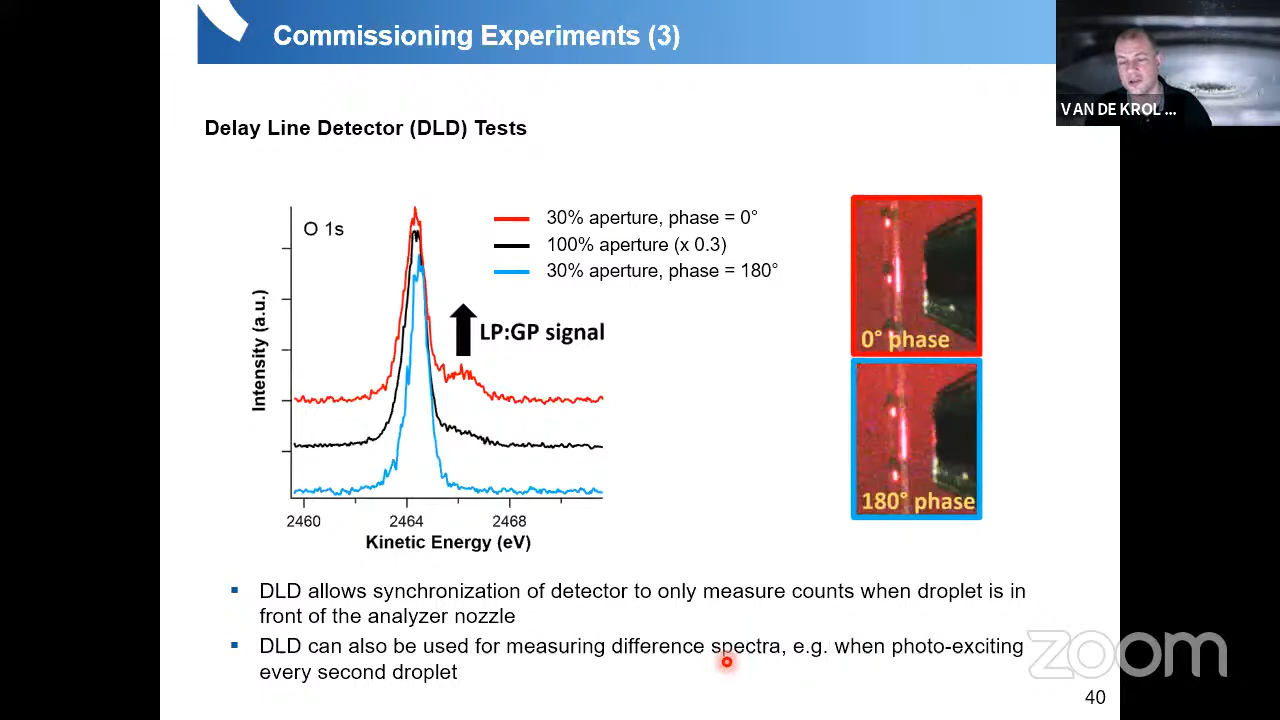 Commissioning Experiments (3)
VAN DE KROL ...
Delay Line Detector (DLD) Tests
O 1s
30% aperture, phase = 0°
100% aperture (x 0.3)
30% aperture, phase = 180°
LP:GP signal
Intensity (a.u.)
2460
2464
2468
Kinetic Energy (eV)
0° phase
180° phase
DLD allows synchronization of detector to only measure counts when droplet is in
front of the analyzer nozzle
DLD can also be used for measuring difference spectra, e.g. when photo-exciting
every second droplet
zoom
40